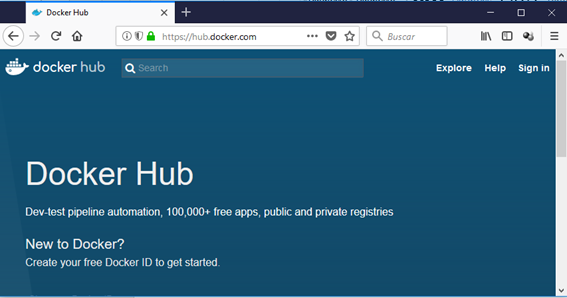 Docker Hub
https://hub.docker.com
Buscar
docker hub
Search
Explore Help Sign in
Docker Hub
Dev-test pipeline automation, 100,000+ free apps, public and private registries
New to Docker?
Create your free Docker ID to get started.